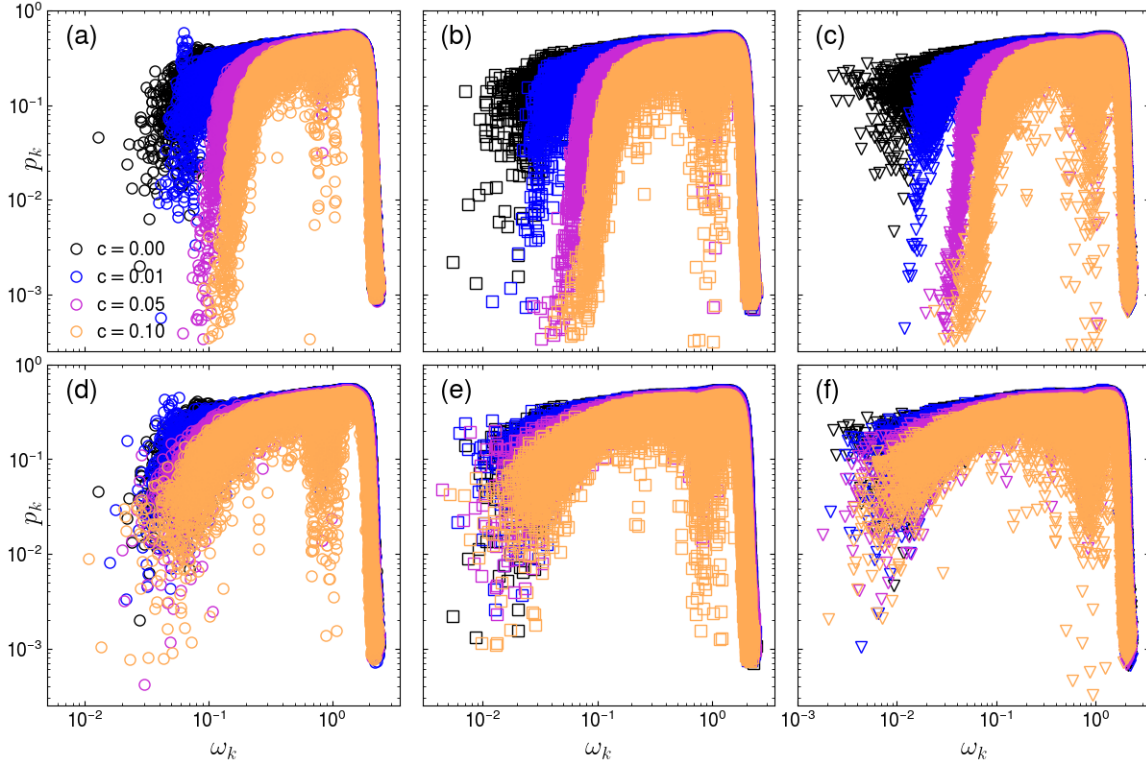 (a)
(b)
(c)
10^0
10^-1
10^-2
10^-3
p_k
c = 0.00
c = 0.01
c = 0.05
c = 0.10
(d)
(e)
(f)
10^0
10^-1
10^-2
10^-3
p_k
10^-2 10^-1 10^0
10^-2 10^-1 10^0
10^-3 10^-2 10^-1 10^0
ω_k
ω_k
ω_k